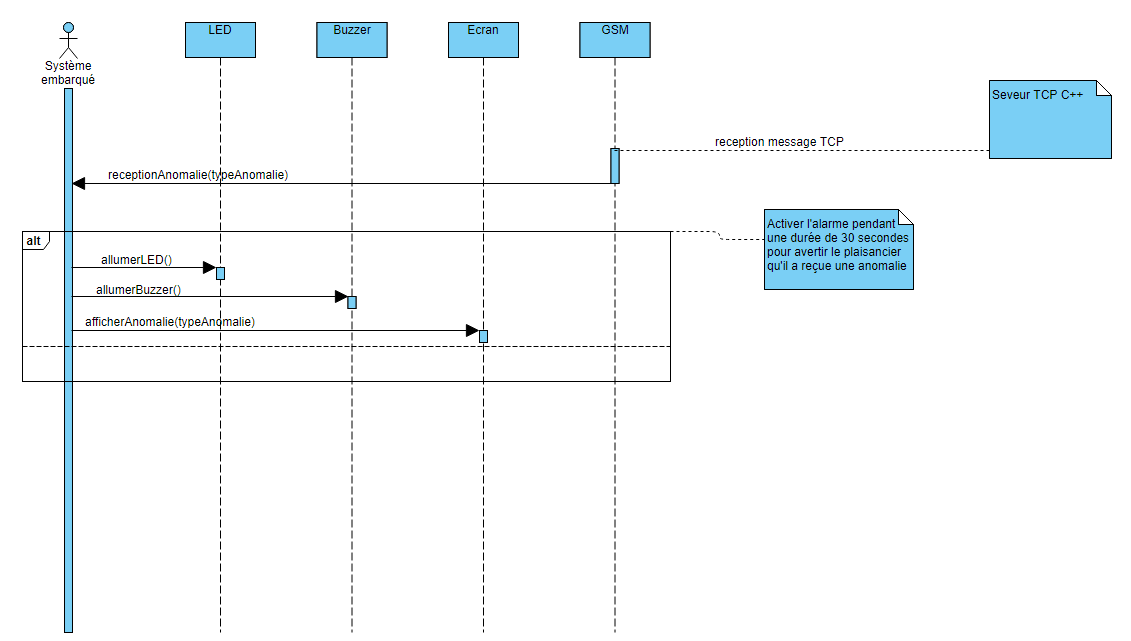 LED
Buzzer
Ecran
GSM
Système
embarqué
Seveur TCP C++
reception message TCP
receptionAnomalie(typeAnomalie)
Activer l'alarme pendant
une durée de 30 secondes
pour avertir le plaisancier
qu'il a reçue une anomalie
alt
allumerLED()
allumerBuzzer()
afficherAnomalie(typeAnomalie)